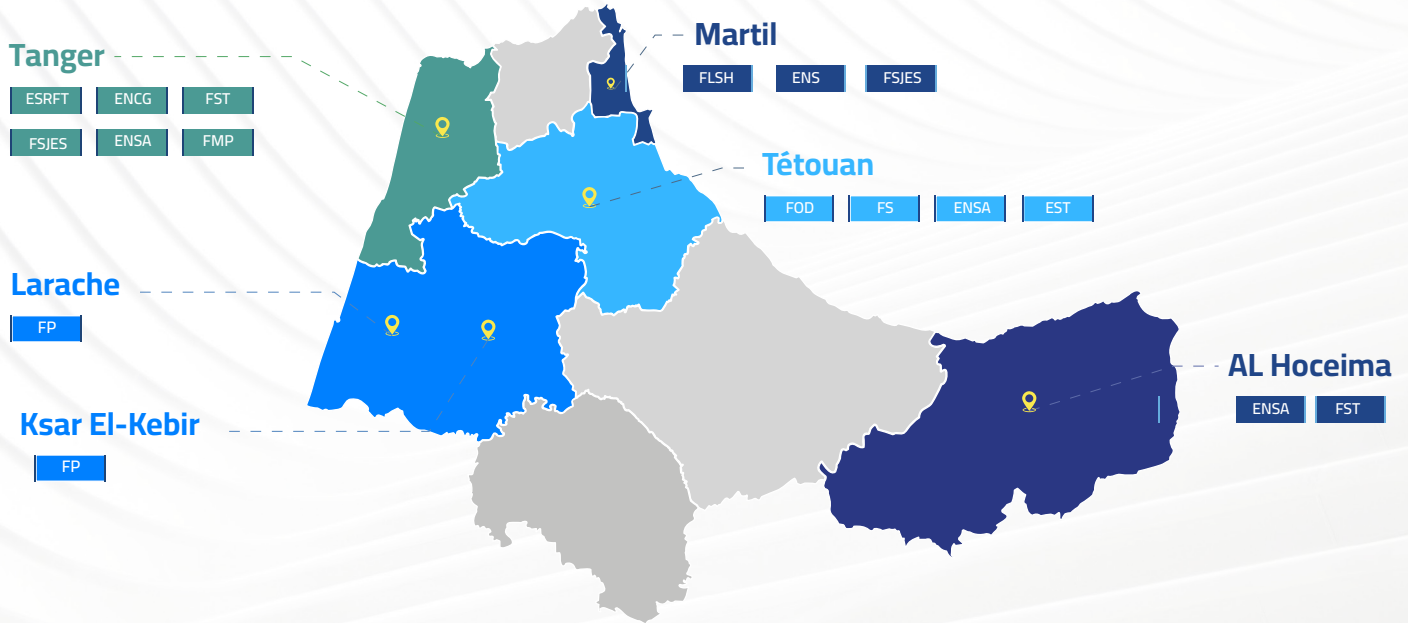 Tanger
ESRFT ENCG FST
FSJES ENSA FMP
Martil
FLSH ENS FSJES
Tétouan
FOD FS ENSA EST
Larache
FP
Ksar El-Kebir
FP
AL Hoceima
ENSA FST